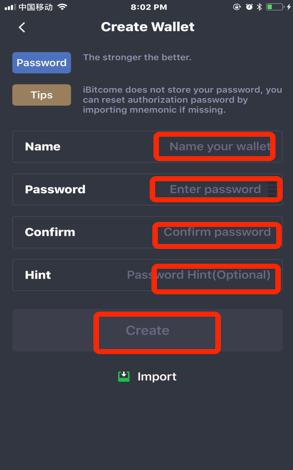 中国移动 8:02 PM
Create Wallet
Password The stronger the better.
Tips iBitcome does not store your password, you
can reset authorization password by
importing mnemonic if missing.
Name Name your wallet
Password Enter password
Confirm Confirm password
Hint Password Hint(Optional)
Create
Import